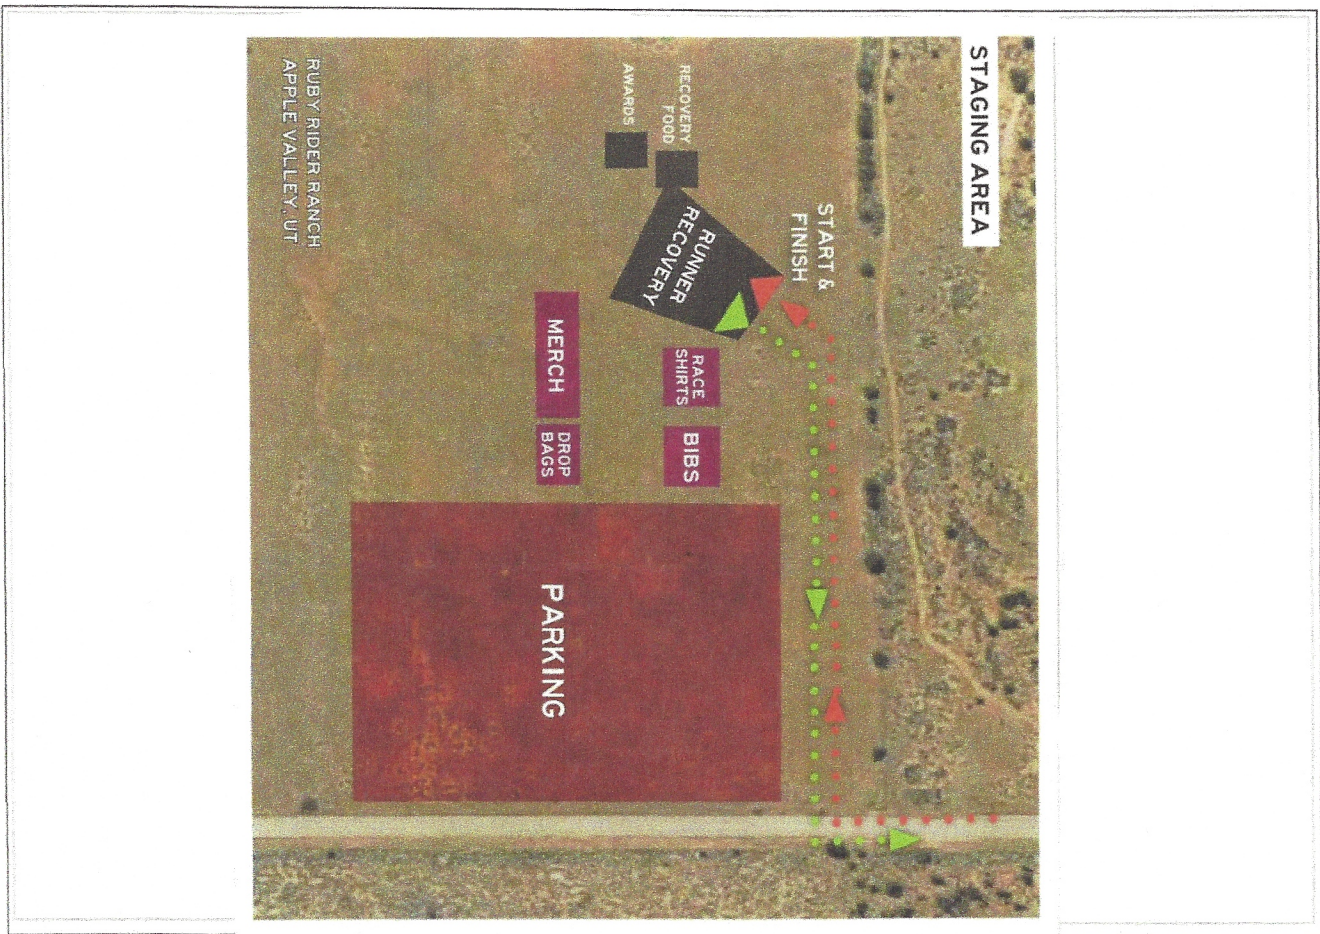 STAGING AREA
START &
FINISH
RECOVERY
FOOD
AWARDS
RUNNER
RECOVERY
RACE
SHIRTS
BIBS
MERCH
DROP
BAGS
PARKING
RUBY RIDER RANCH
APPLE VALLEY, UT